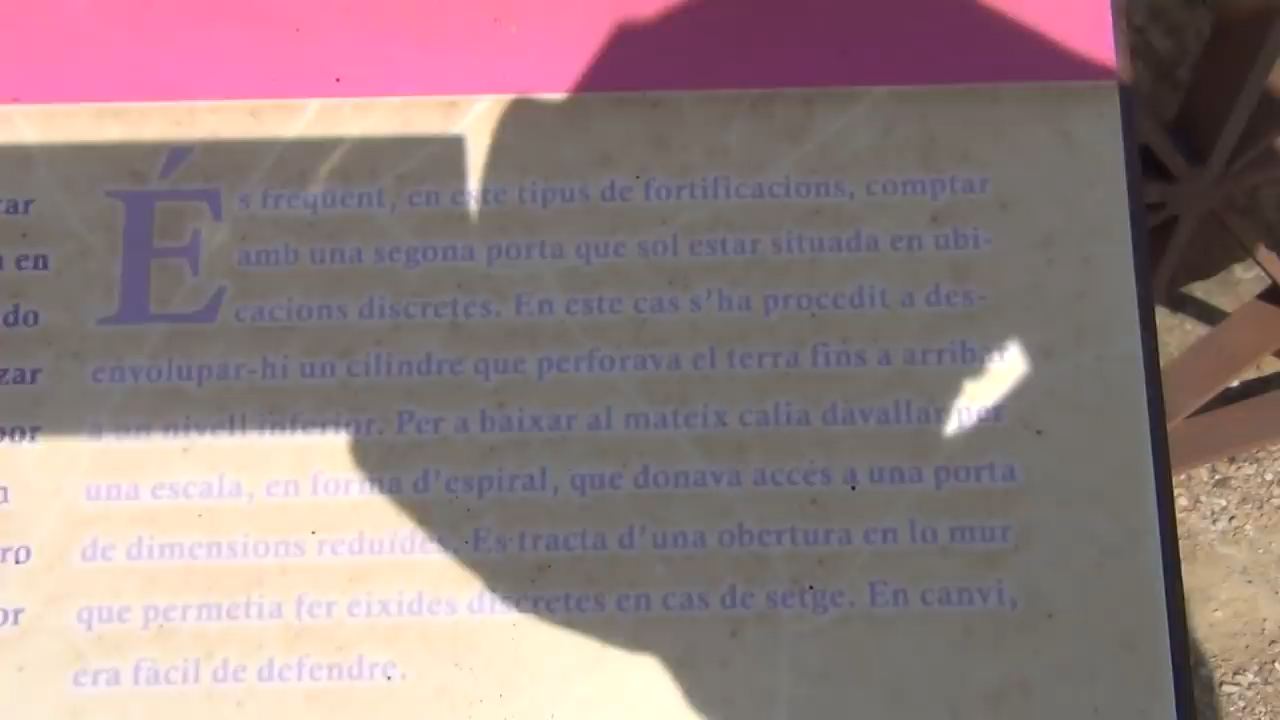 tar
n en
do
zar
por
n
ro
or
És frequent, en este tipus de fortificacions, comptar
amb una segona porta que sol estar situada en ubi-
cacions discretes. En este cas s'ha procedit a des-
envolupar-hi un cilindre que perforava el terra fins a arribar
a un nivell inferior. Per a baixar al mateix calia davallar per
una escala, en forma d'espiral, que donava accés a una porta
de dimensions reduïdes. Es tracta d'una obertura en lo mur
que permetia fer eixides discretes en cas de setge. En canvi,
era fàcil de defendre.